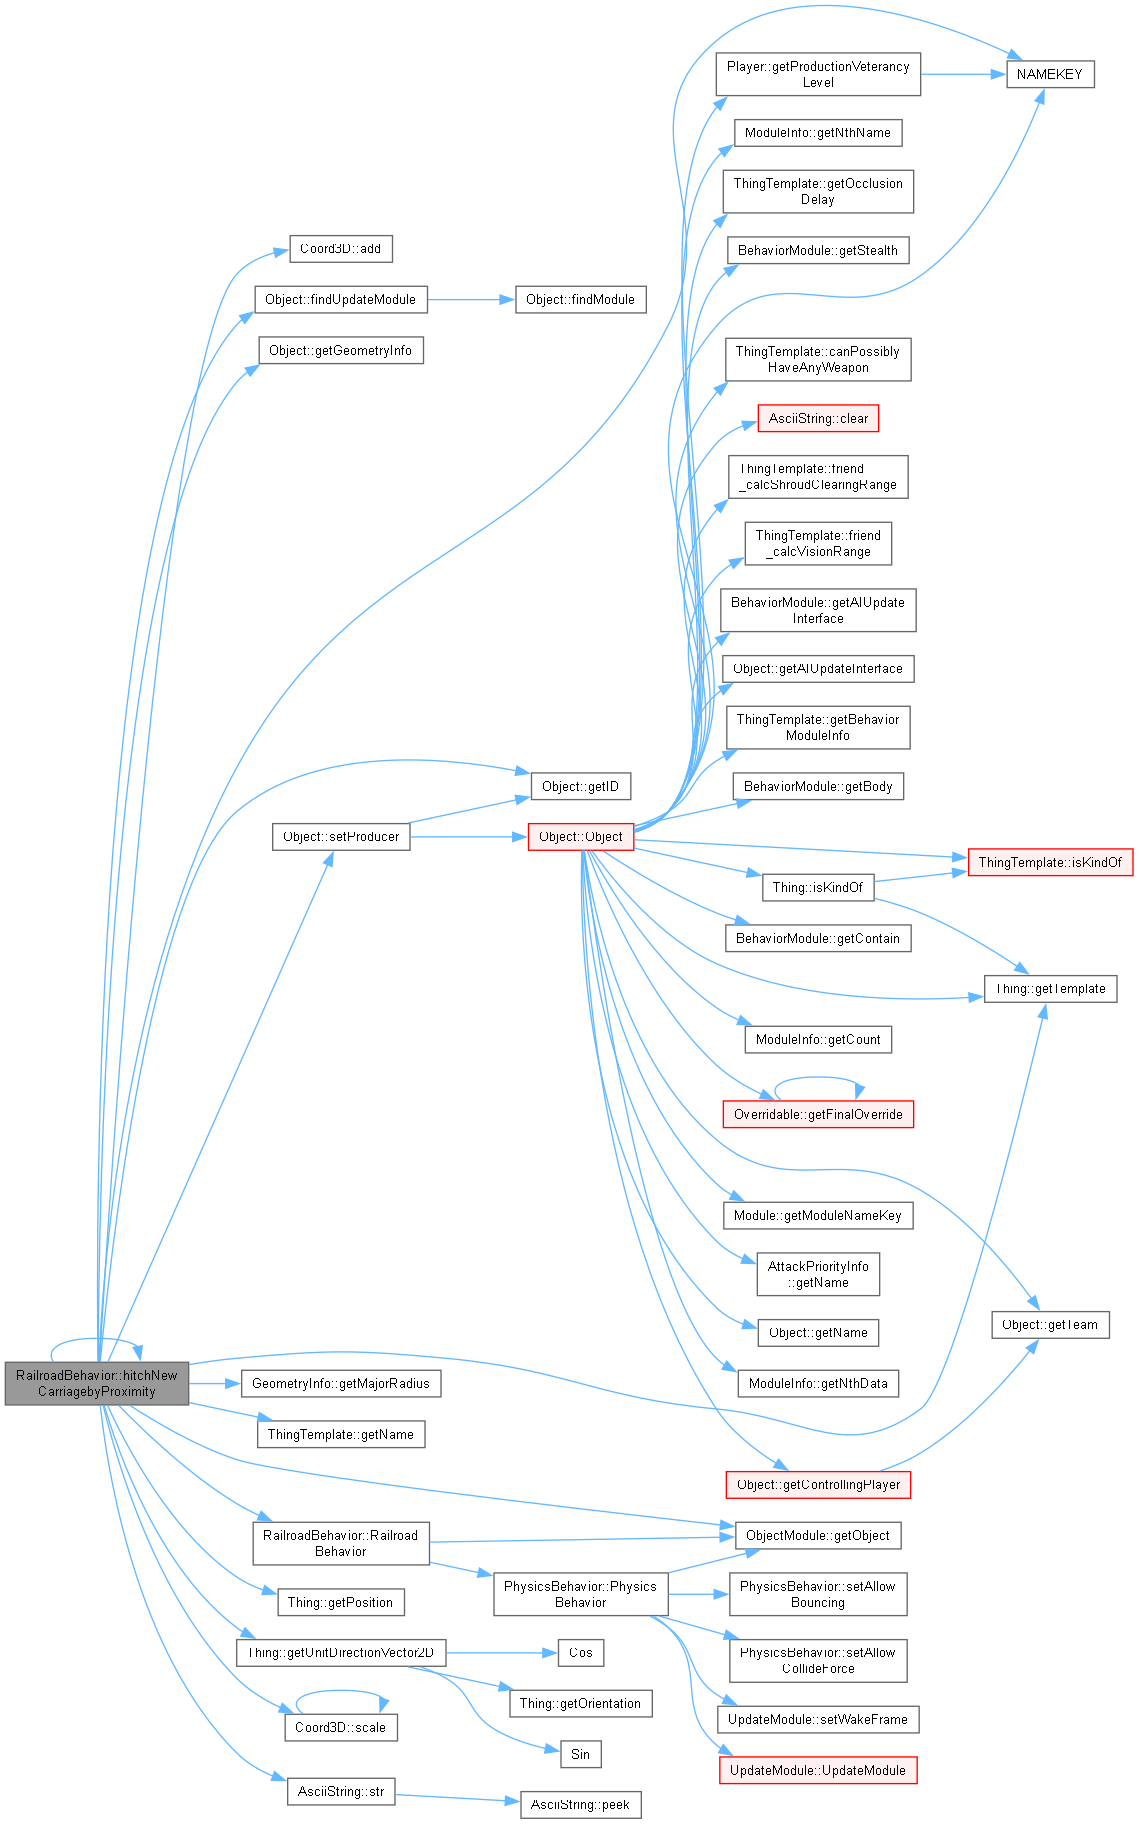 Player::getProductionVeterancy
Level
NAMEKEY
ModuleInfo::getNthName
ThingTemplate::getOcclusion
Delay
Coord3D::add
BehaviorModule::getStealth
Object::findUpdateModule
Object::findModule
Object::getGeometryInfo
ThingTemplate::canPossibly
HaveAnyWeapon
AsciiString::clear
ThingTemplate::friend
_calcShroudClearingRange
ThingTemplate::friend
_calcVisionRange
BehaviorModule::getAIUpdate
Interface
Object::getAIUpdateInterface
ThingTemplate::getBehavior
ModuleInfo
Object::getID
BehaviorModule::getBody
Object::setProducer
Object::Object
ThingTemplate::isKindOf
Thing::isKindOf
BehaviorModule::getContain
Thing::getTemplate
ModuleInfo::getCount
Overridable::getFinalOverride
Module::getModuleNameKey
AttackPriorityInfo
::getName
Object::getTeam
Object::getName
RailroadBehavior::hitchNew
CarriagebyProximity
GeometryInfo::getMajorRadius
ModuleInfo::getNthData
ThingTemplate::getName
Object::getControllingPlayer
RailroadBehavior::Railroad
Behavior
ObjectModule::getObject
PhysicsBehavior::Physics
Behavior
PhysicsBehavior::setAllow
Bouncing
Thing::getPosition
Thing::getUnitDirectionVector2D
Cos
PhysicsBehavior::setAllow
CollideForce
Thing::getOrientation
Coord3D::scale
UpdateModule::setWakeFrame
Sin
UpdateModule::UpdateModule
AsciiString::str
AsciiString::peek